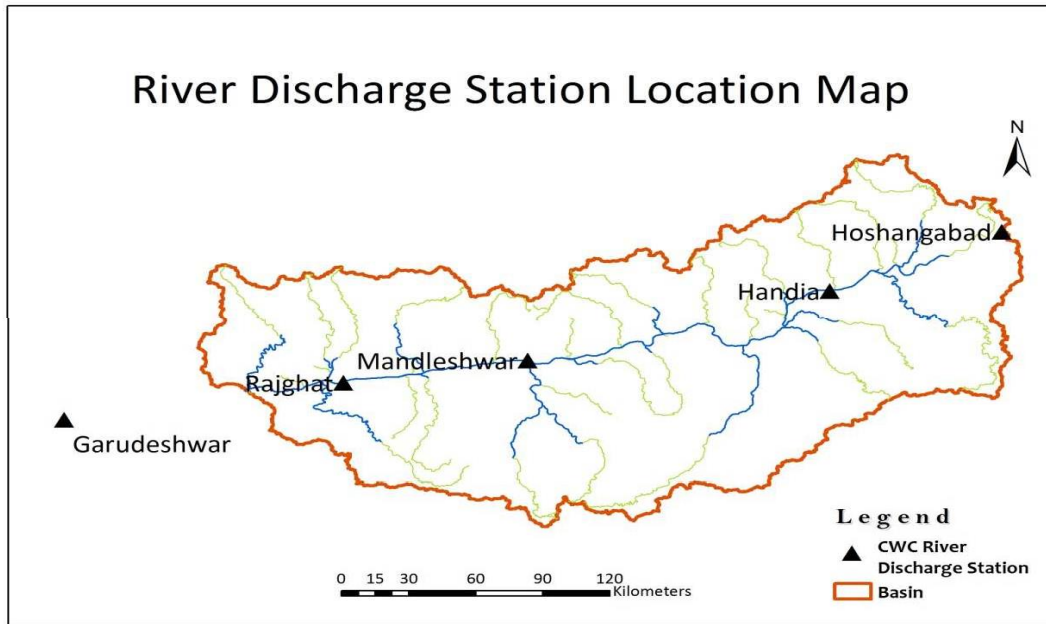 River Discharge Station Location Map
N
Hoshangabad
Handia
Mandleshwar
Rajghat
Garudeshwar
Legend
CWC River
Discharge Station
Basin
0 15 30 60 90 120
Kilometers